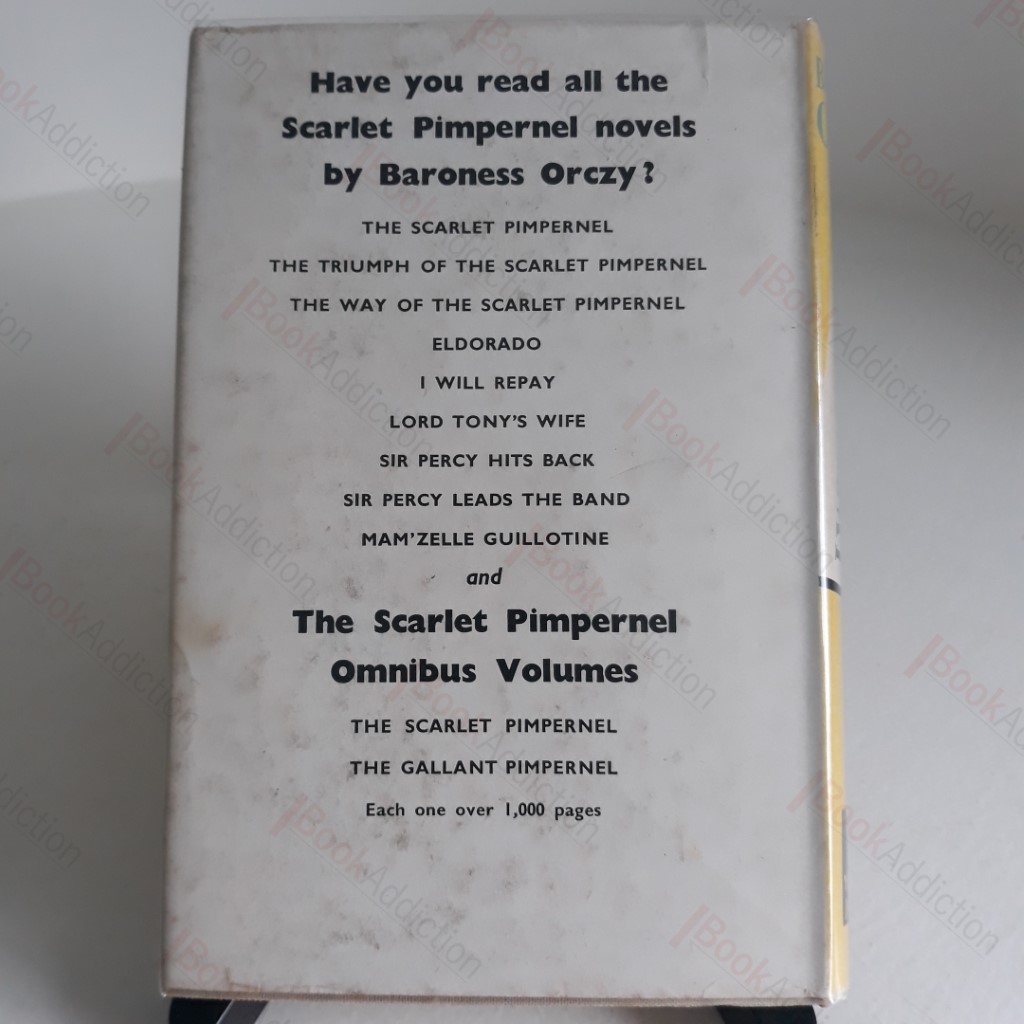 Have you read all the
Scarlet Pimpernel novels
by Baroness Orczy?
THE SCARLET PIMPERNEL
THE TRIUMPH OF THE SCARLET PIMPERNEL
THE WAY OF THE SCARLET PIMPERNEL
ELDORADO
I WILL REPAY
LORD TONY'S WIFE
SIR PERCY HITS BACK
SIR PERCY LEADS THE BAND
MAM'ZELLE GUILLOTINE
and
The Scarlet Pimpernel
Omnibus Volumes
THE SCARLET PIMPERNEL
THE GALLANT PIMPERNEL
Each one over 1,000 pages
BookAddiction